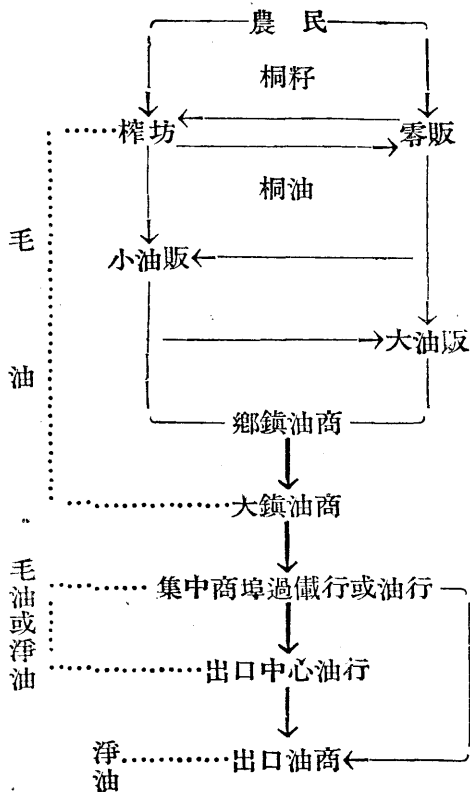 農民
桐籽
榨坊
零販
桐油
小油販
大油販
鄉鎮油商
大鎮油商
毛油
集中商埠過儎行或油行
出口中心油行
毛油或淨油
出口油商
淨油